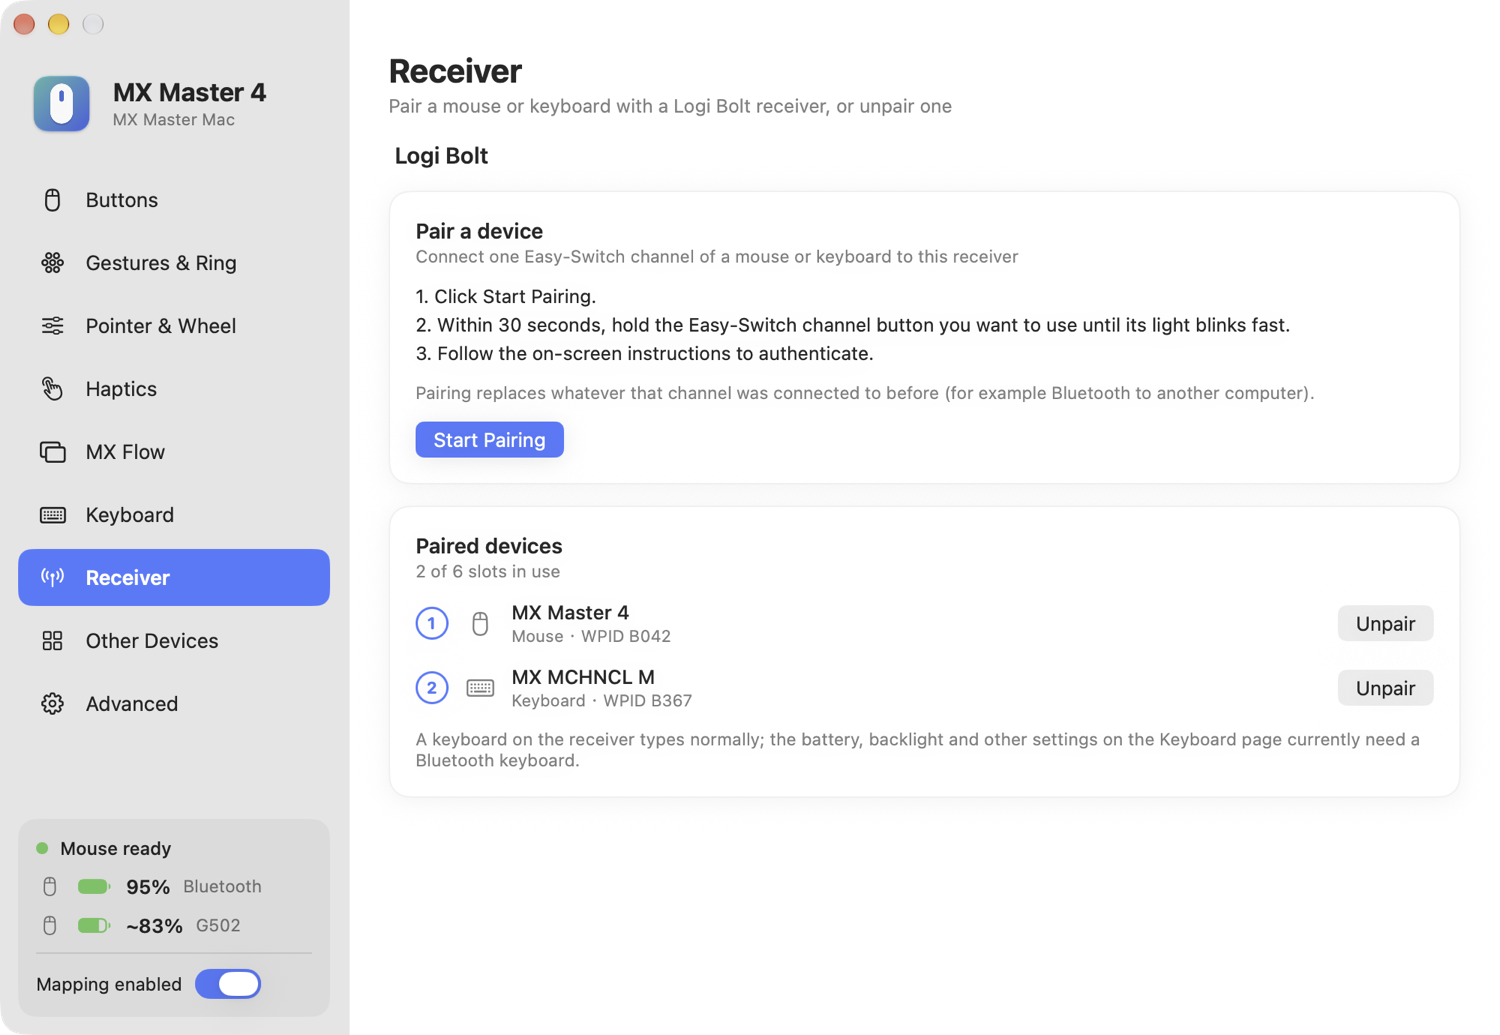 MX Master 4
MX Master Mac
Buttons
Gestures & Ring
Pointer & Wheel
Haptics
MX Flow
Keyboard
Receiver
Other Devices
Advanced
Mouse ready
95% Bluetooth
~83% G502
Mapping enabled
Receiver
Pair a mouse or keyboard with a Logi Bolt receiver, or unpair one
Logi Bolt
Pair a device
Connect one Easy-Switch channel of a mouse or keyboard to this receiver
1. Click Start Pairing.
2. Within 30 seconds, hold the Easy-Switch channel button you want to use until its light blinks fast.
3. Follow the on-screen instructions to authenticate.
Pairing replaces whatever that channel was connected to before (for example Bluetooth to another computer).
Start Pairing
Paired devices
2 of 6 slots in use
1 MX Master 4
Mouse · WPID B042
Unpair
2 MX MCHNCL M
Keyboard · WPID B367
Unpair
A keyboard on the receiver types normally; the battery, backlight and other settings on the Keyboard page currently need a
Bluetooth keyboard.